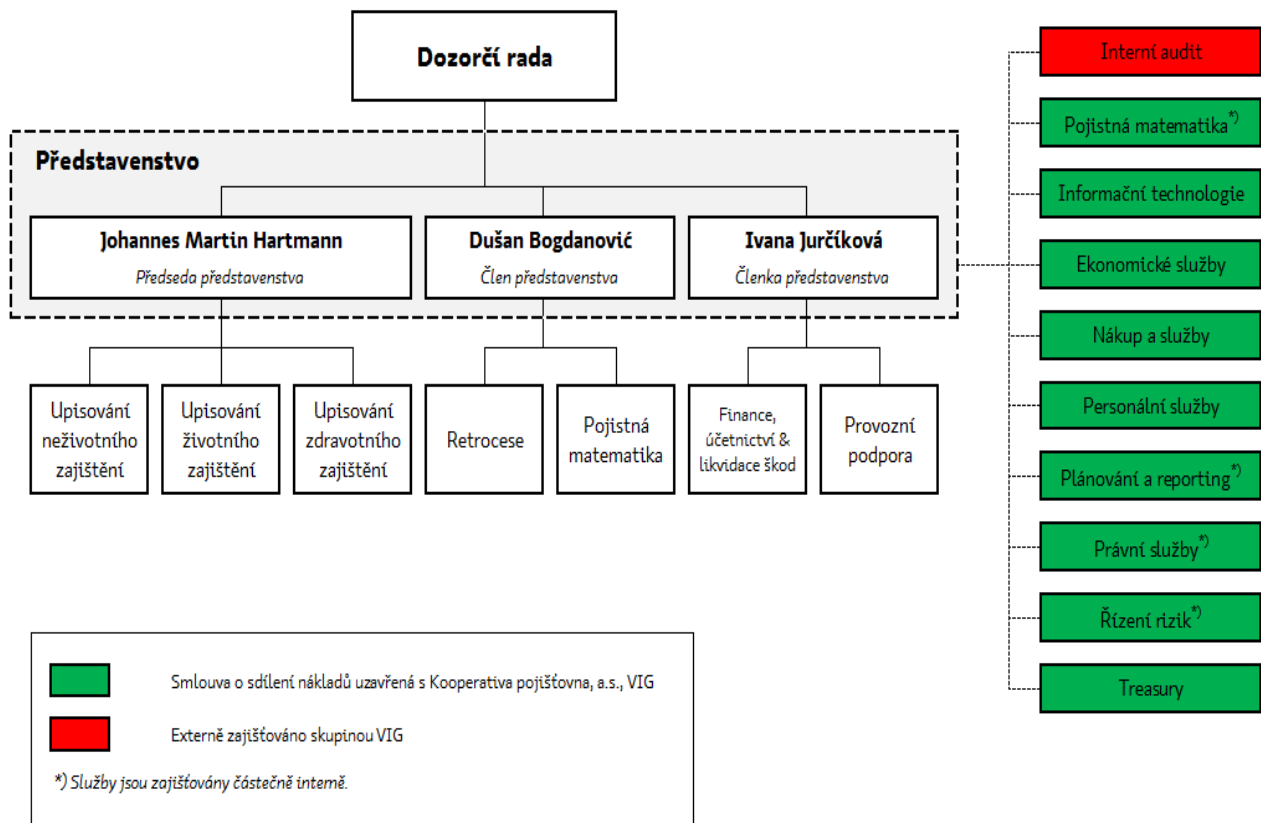 Dozorčí rada
Představenstvo
Johannes Martin Hartmann
Předseda představenstva
Dušan Bogdanović
Člen představenstva
Ivana Jurčíková
Členka představenstva
Upisování
neživotního
zajištění
Upisování
životního
zajištění
Upisování
zdravotního
zajištění
Retrocese
Pojistná
matematika
Finance,
účetnictví &
likvidace škod
Provozní
podpora
Interní audit
Pojistná matematika*)
Informační technologie
Ekonomické služby
Nákup a služby
Personální služby
Plánování a reporting*)
Právní služby*)
Řízení rizik*)
Treasury
Smlouva o sdílení nákladů uzavřená s Kooperativa pojišťovna, a.s., VIG
Externě zajišťováno skupinou VIG
*) Služby jsou zajišťovány částečně interně.